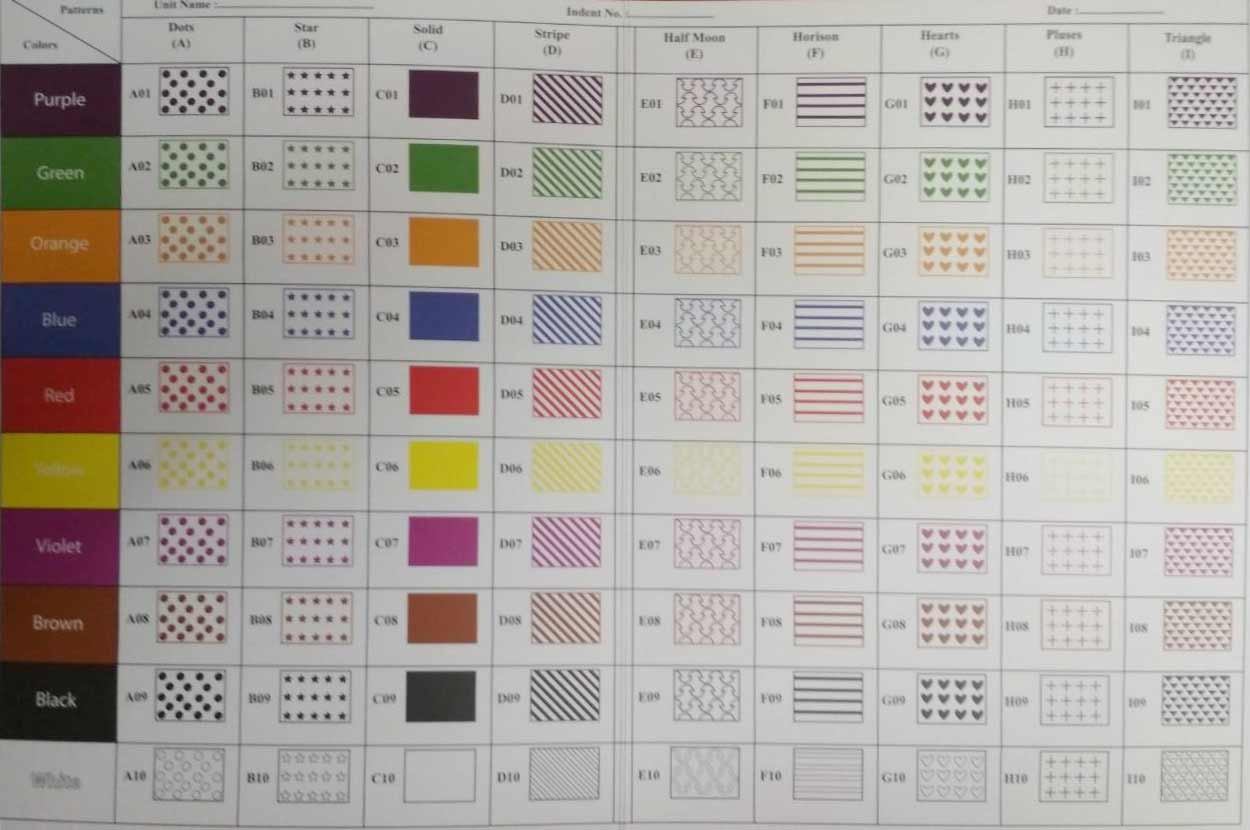 Patterns Unit Name : Indent No. : Date :
Colors Dots Star Solid Stripe Half Moon Horison Hearts Pluses Triangle
(A) (B) (C) (D) (E) (F) (G) (H) (I)
Purple A01 B01 C01 D01 E01 F01 G01 H01 I01
Green A02 B02 C02 D02 E02 F02 G02 H02 I02
Orange A03 B03 C03 D03 E03 F03 G03 H03 I03
Blue A04 B04 C04 D04 E04 F04 G04 H04 I04
Red A05 B05 C05 D05 E05 F05 G05 H05 I05
Yellow A06 B06 C06 D06 E06 F06 G06 H06 I06
Violet A07 B07 C07 D07 E07 F07 G07 H07 I07
Brown A08 B08 C08 D08 E08 F08 G08 H08 I08
Black A09 B09 C09 D09 E09 F09 G09 H09 I09
White A10 B10 C10 D10 E10 F10 G10 H10 I10